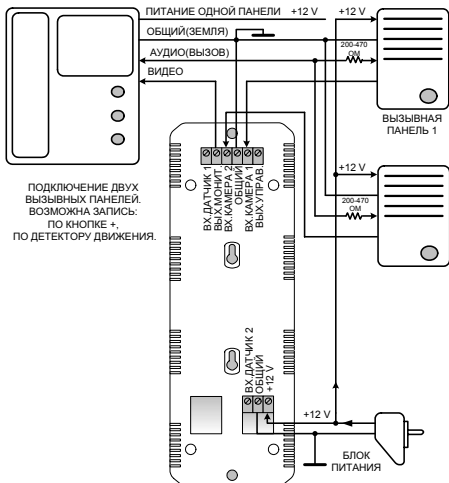 ПИТАНИЕ ОДНОЙ ПАНЕЛИ +12 V
+12 V
ОБЩИЙ(ЗЕМЛЯ)
АУДИО(ВЫЗОВ)
200-470
ОМ
ВИДЕО
ВЫЗЫВНАЯ
ПАНЕЛЬ 1
ПОДКЛЮЧЕНИЕ ДВУХ
ВЫЗЫВНЫХ ПАНЕЛЕЙ.
ВОЗМОЖНА ЗАПИСЬ:
ПО КНОПКЕ +,
ПО ДЕТЕКТОРУ ДВИЖЕНИЯ.
ВХ.ДАТЧИК 1
ВЫХ.МОНИТ.
ВХ.КАМЕРА 2
ОБЩИЙ
ВХ.КАМЕРА 1
ВЫХ.УПРАВ.
+12 V
200-470
ОМ
ВХ.ДАТЧИК 2
ОБЩИЙ
+12 V
+12 V
БЛОК
ПИТАНИЯ